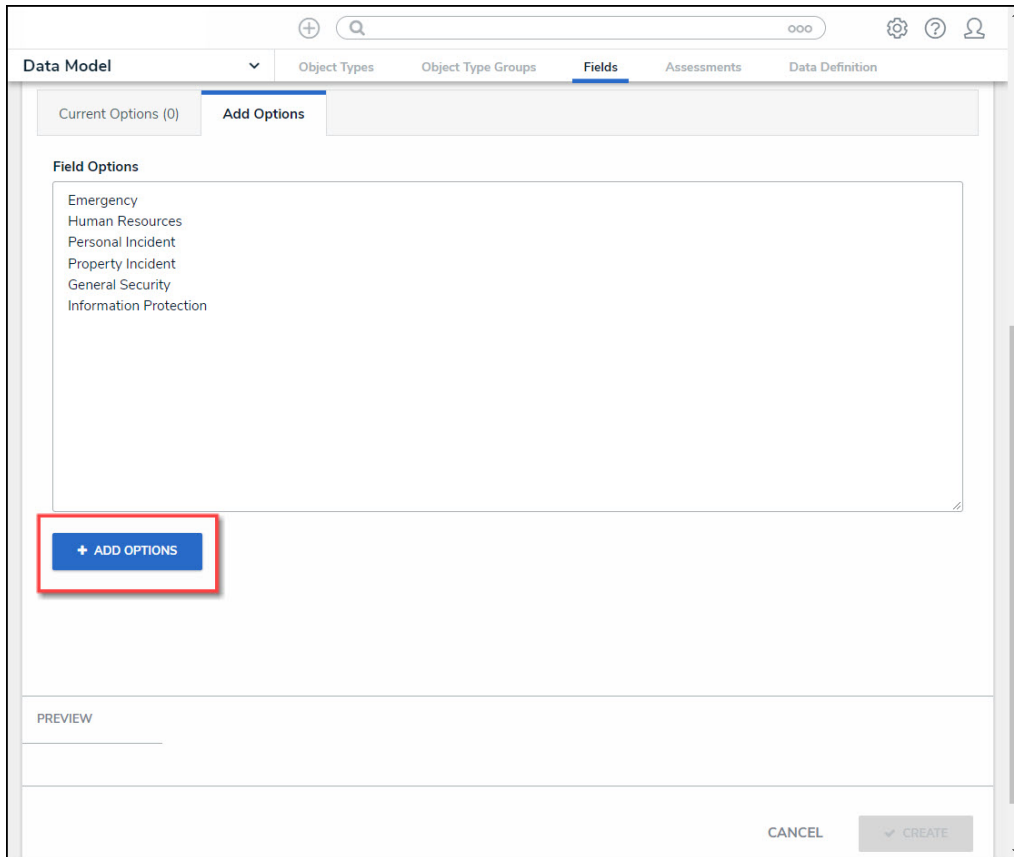 ooo
Data Model
Object Types
Object Type Groups
Fields
Assessments
Data Definition
Current Options (0)
Add Options
Field Options
Emergency
Human Resources
Personal Incident
Property Incident
General Security
Information Protection
+ ADD OPTIONS
PREVIEW
CANCEL
CREATE